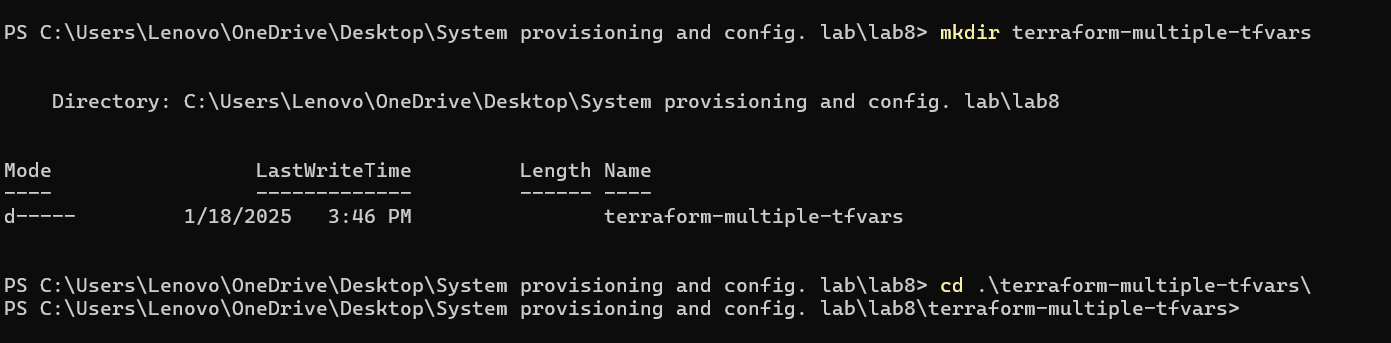 PS C:\Users\Lenovo\OneDrive\Desktop\System provisioning and config. lab\lab8> mkdir terraform-multiple-tfvars
Directory: C:\Users\Lenovo\OneDrive\Desktop\System provisioning and config. lab\lab8
Mode                 LastWriteTime         Length Name
----                 -------------         ------ ----
d-----         1/18/2025   3:46 PM                terraform-multiple-tfvars
PS C:\Users\Lenovo\OneDrive\Desktop\System provisioning and config. lab\lab8> cd .\terraform-multiple-tfvars\
PS C:\Users\Lenovo\OneDrive\Desktop\System provisioning and config. lab\lab8\terraform-multiple-tfvars>